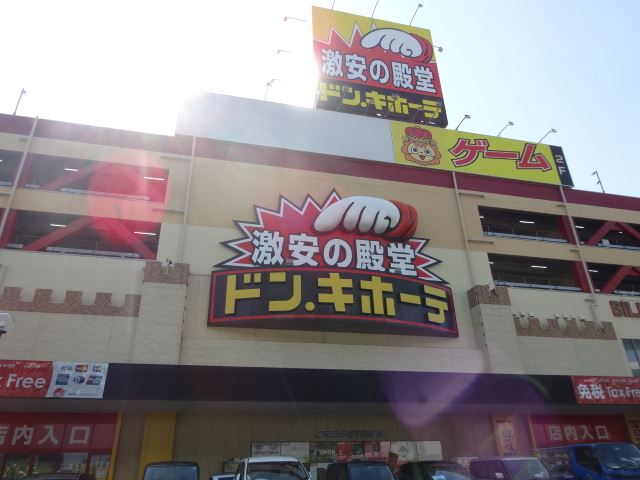 激安の殿堂
ドン.キホーテ
ゲーム
2F
激安の殿堂
ドン.キホーテ
Tax Free
免税 Tax Free
CROSSTOWN
店内入口
店内入口